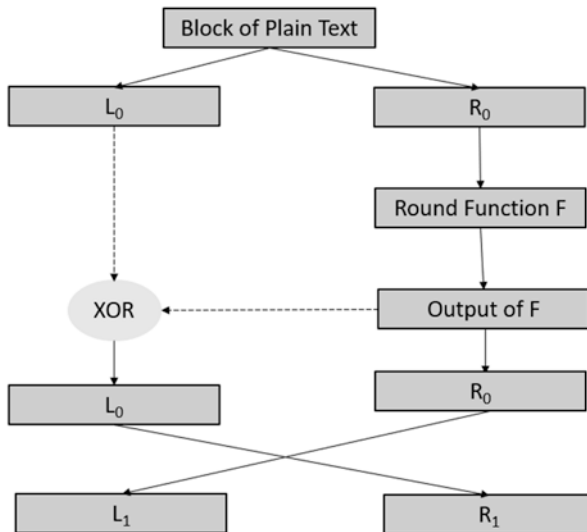 Block of Plain Text
L₀ R₀
Round Function F
XOR Output of F
L₀ R₀
L₁ R₁